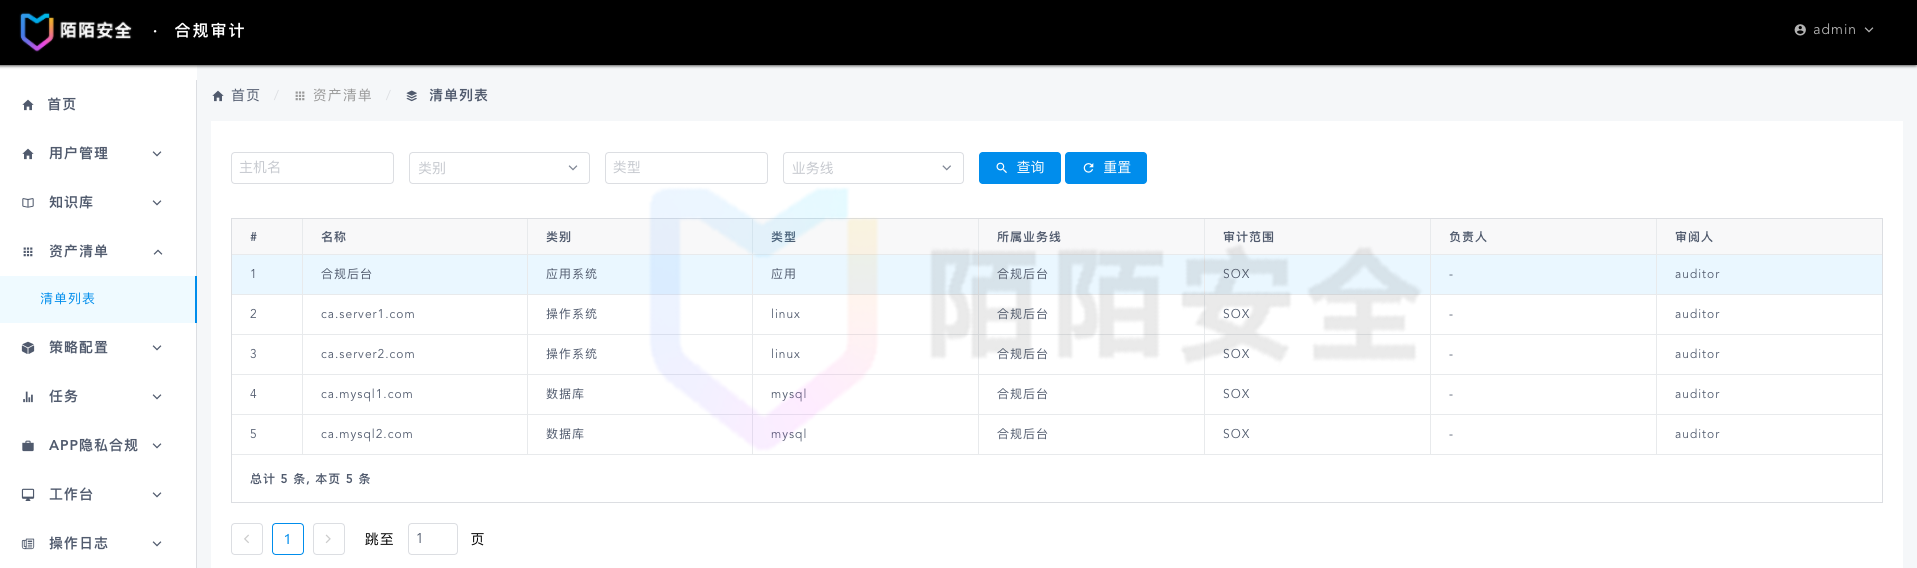 陌陌安全 · 合规审计
admin
首页 / 资产清单 / 清单列表
首页
用户管理
知识库
资产清单
清单列表
策略配置
任务
APP隐私合规
工作台
操作日志
主机名 类别 类型 业务线 查询 重置
# 名称 类别 类型 所属业务线 审计范围 负责人 审阅人
1 合规后台 应用系统 应用 合规后台 SOX - auditor
2 ca.server1.com 操作系统 linux 合规后台 SOX - auditor
3 ca.server2.com 操作系统 linux 合规后台 SOX - auditor
4 ca.mysql1.com 数据库 mysql 合规后台 SOX - auditor
5 ca.mysql2.com 数据库 mysql 合规后台 SOX - auditor
总计 5 条, 本页 5 条
1 跳至 1 页
陌陌安全